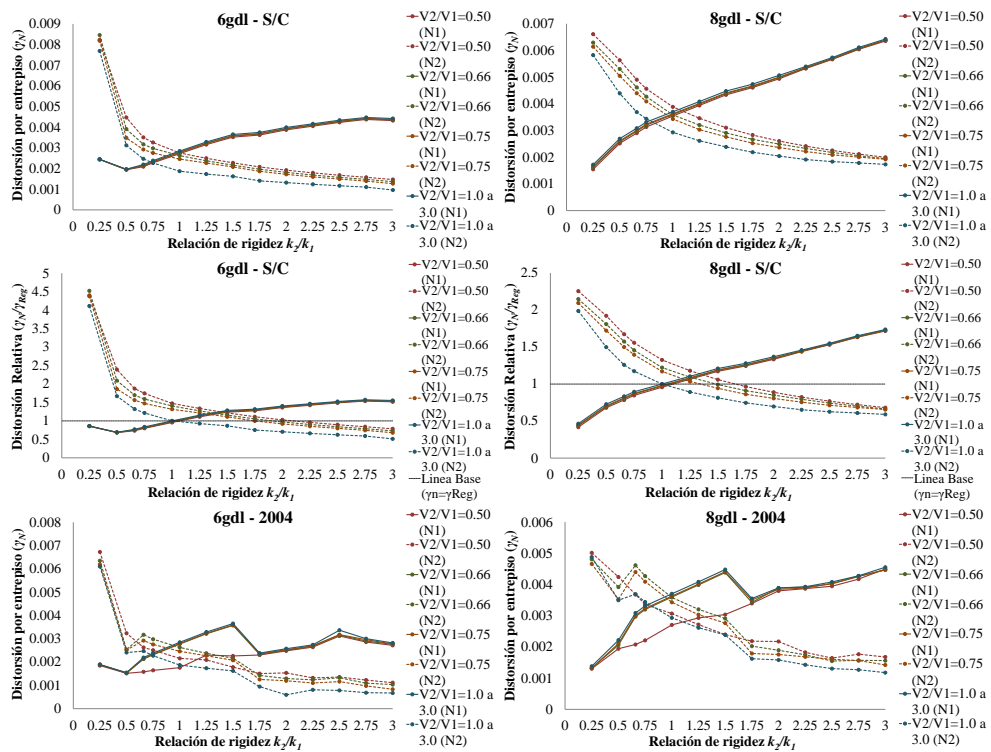 6gdl - S/C
Distorsión por entrepiso (γN)
0.009
0.008
0.007
0.006
0.005
0.004
0.003
0.002
0.001
0
0 0.25 0.5 0.75 1 1.25 1.5 1.75 2 2.25 2.5 2.75 3
Relación de rigidez k2/k1
V2/V1=0.50
(N1)
V2/V1=0.50
(N2)
V2/V1=0.66
(N1)
V2/V1=0.66
(N2)
V2/V1=0.75
(N1)
V2/V1=0.75
(N2)
V2/V1=1.0 a
3.0 (N1)
V2/V1=1.0 a
3.0 (N2)
8gdl - S/C
Distorsión por entrepiso (γN)
0.007
0.006
0.005
0.004
0.003
0.002
0.001
0
0 0.25 0.5 0.75 1 1.25 1.5 1.75 2 2.25 2.5 2.75 3
Relación de rigidez k2/k1
V2/V1=0.50
(N1)
V2/V1=0.50
(N2)
V2/V1=0.66
(N1)
V2/V1=0.66
(N2)
V2/V1=0.75
(N1)
V2/V1=0.75
(N2)
V2/V1=1.0 a
3.0 (N1)
V2/V1=1.0 a
3.0 (N2)
6gdl - S/C
Distorsión Relativa (γN/γReg)
5
4.5
4
3.5
3
2.5
2
1.5
1
0.5
0
0 0.25 0.5 0.75 1 1.25 1.5 1.75 2 2.25 2.5 2.75 3
Relación de rigidez k2/k1
V2/V1=0.50
(N1)
V2/V1=0.50
(N2)
V2/V1=0.66
(N1)
V2/V1=0.66
(N2)
V2/V1=0.75
(N1)
V2/V1=0.75
(N2)
V2/V1=1.0 a
3.0 (N1)
V2/V1=1.0 a
3.0 (N2)
Linea Base
(γn=γReg)
8gdl - S/C
Distorsión Relativa (γN/γReg)
2.5
2
1.5
1
0.5
0
0 0.25 0.5 0.75 1 1.25 1.5 1.75 2 2.25 2.5 2.75 3
Relación de rigidez k2/k1
V2/V1=0.50
(N1)
V2/V1=0.50
(N2)
V2/V1=0.66
(N1)
V2/V1=0.66
(N2)
V2/V1=0.75
(N1)
V2/V1=0.75
(N2)
V2/V1=1.0 a
3.0 (N1)
V2/V1=1.0 a
3.0 (N2)
Linea Base
(γn=γReg)
6gdl - 2004
Distorsión por entrepiso (γN)
0.008
0.007
0.006
0.005
0.004
0.003
0.002
0.001
0
0 0.25 0.5 0.75 1 1.25 1.5 1.75 2 2.25 2.5 2.75 3
Relación de rigidez k2/k1
V2/V1=0.50
(N1)
V2/V1=0.50
(N2)
V2/V1=0.66
(N1)
V2/V1=0.66
(N2)
V2/V1=0.75
(N1)
V2/V1=0.75
(N2)
V2/V1=1.0 a
3.0 (N1)
V2/V1=1.0 a
3.0 (N2)
8gdl - 2004
Distorsión por entrepiso (γN)
0.006
0.005
0.004
0.003
0.002
0.001
0
0 0.25 0.5 0.75 1 1.25 1.5 1.75 2 2.25 2.5 2.75 3
Relación de rigidez k2/k1
V2/V1=0.50
(N1)
V2/V1=0.50
(N2)
V2/V1=0.66
(N1)
V2/V1=0.66
(N2)
V2/V1=0.75
(N1)
V2/V1=0.75
(N2)
V2/V1=1.0 a
3.0 (N1)
V2/V1=1.0 a
3.0 (N2)